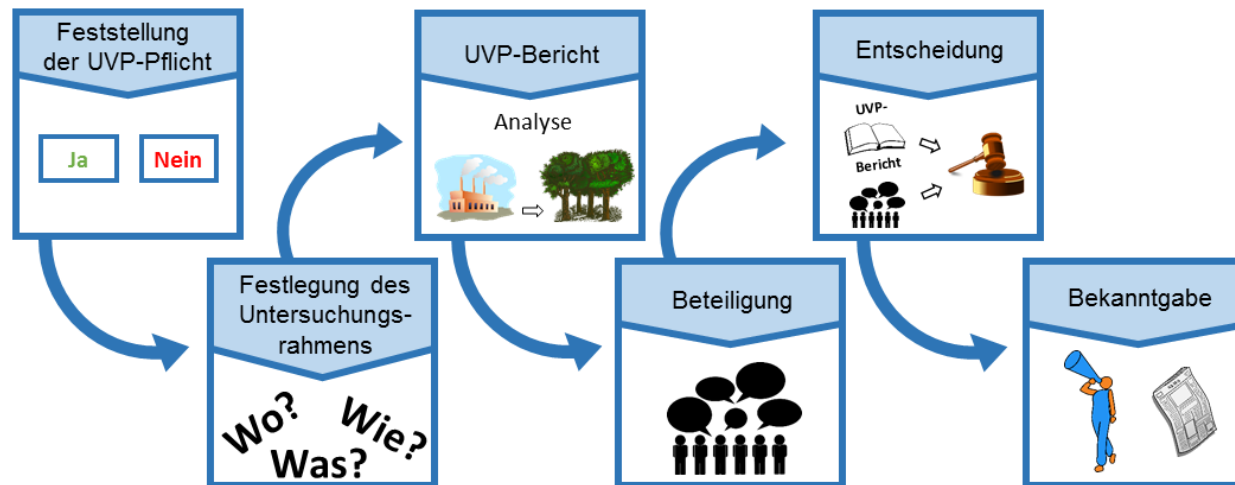 Feststellung
der UVP-Pflicht
Ja
Nein
Festlegung des
Untersuchungs-
rahmens
Wo?
Was?
Wie?
UVP-Bericht
Analyse
Beteiligung
Entscheidung
UVP-
Bericht
Bekanntgabe